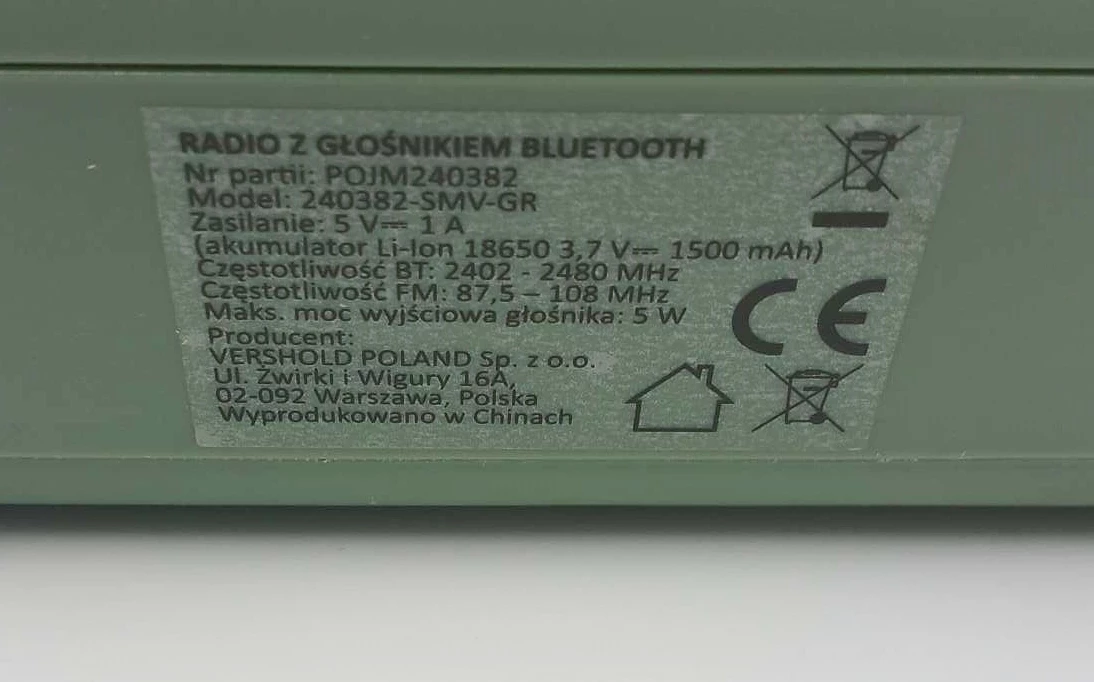 RADIO Z GŁOŚNIKIEM BLUETOOTH
Nr partii: POJM240382
Model: 240382-SMV-GR
Zasilanie: 5 V⎓ 1 A
(akumulator Li-Ion 18650 3,7 V⎓ 1500 mAh)
Częstotliwość BT: 2402 - 2480 MHz
Częstotliwość FM: 87,5 – 108 MHz
Maks. moc wyjściowa głośnika: 5 W
Producent:
VERSHOLD POLAND Sp. z o.o.
Ul. Żwirki i Wigury 16A,
02-092 Warszawa, Polska
Wyprodukowano w Chinach
CE